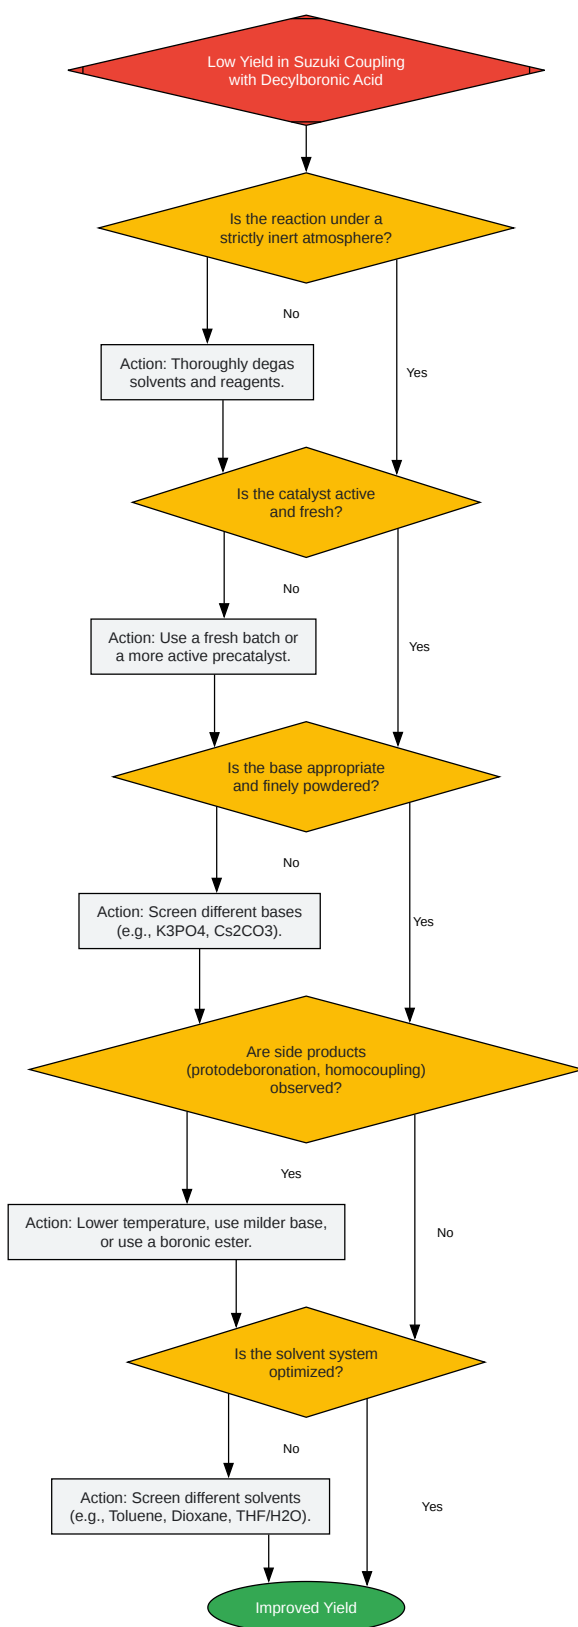 Low Yield in Suzuki Coupling
with Decylboronic Acid
Is the reaction under a
strictly inert atmosphere?
No
Action: Thoroughly degas
solvents and reagents.
Yes
Is the catalyst active
and fresh?
No
Action: Use a fresh batch or
a more active precatalyst.
Yes
Is the base appropriate
and finely powdered?
No
Action: Screen different bases
(e.g., K3PO4, Cs2CO3).
Yes
Are side products
(protodeboronation, homocoupling)
observed?
Yes
Action: Lower temperature, use milder base,
or use a boronic ester.
No
Is the solvent system
optimized?
No
Action: Screen different solvents
(e.g., Toluene, Dioxane, THF/H2O).
Yes
Improved Yield